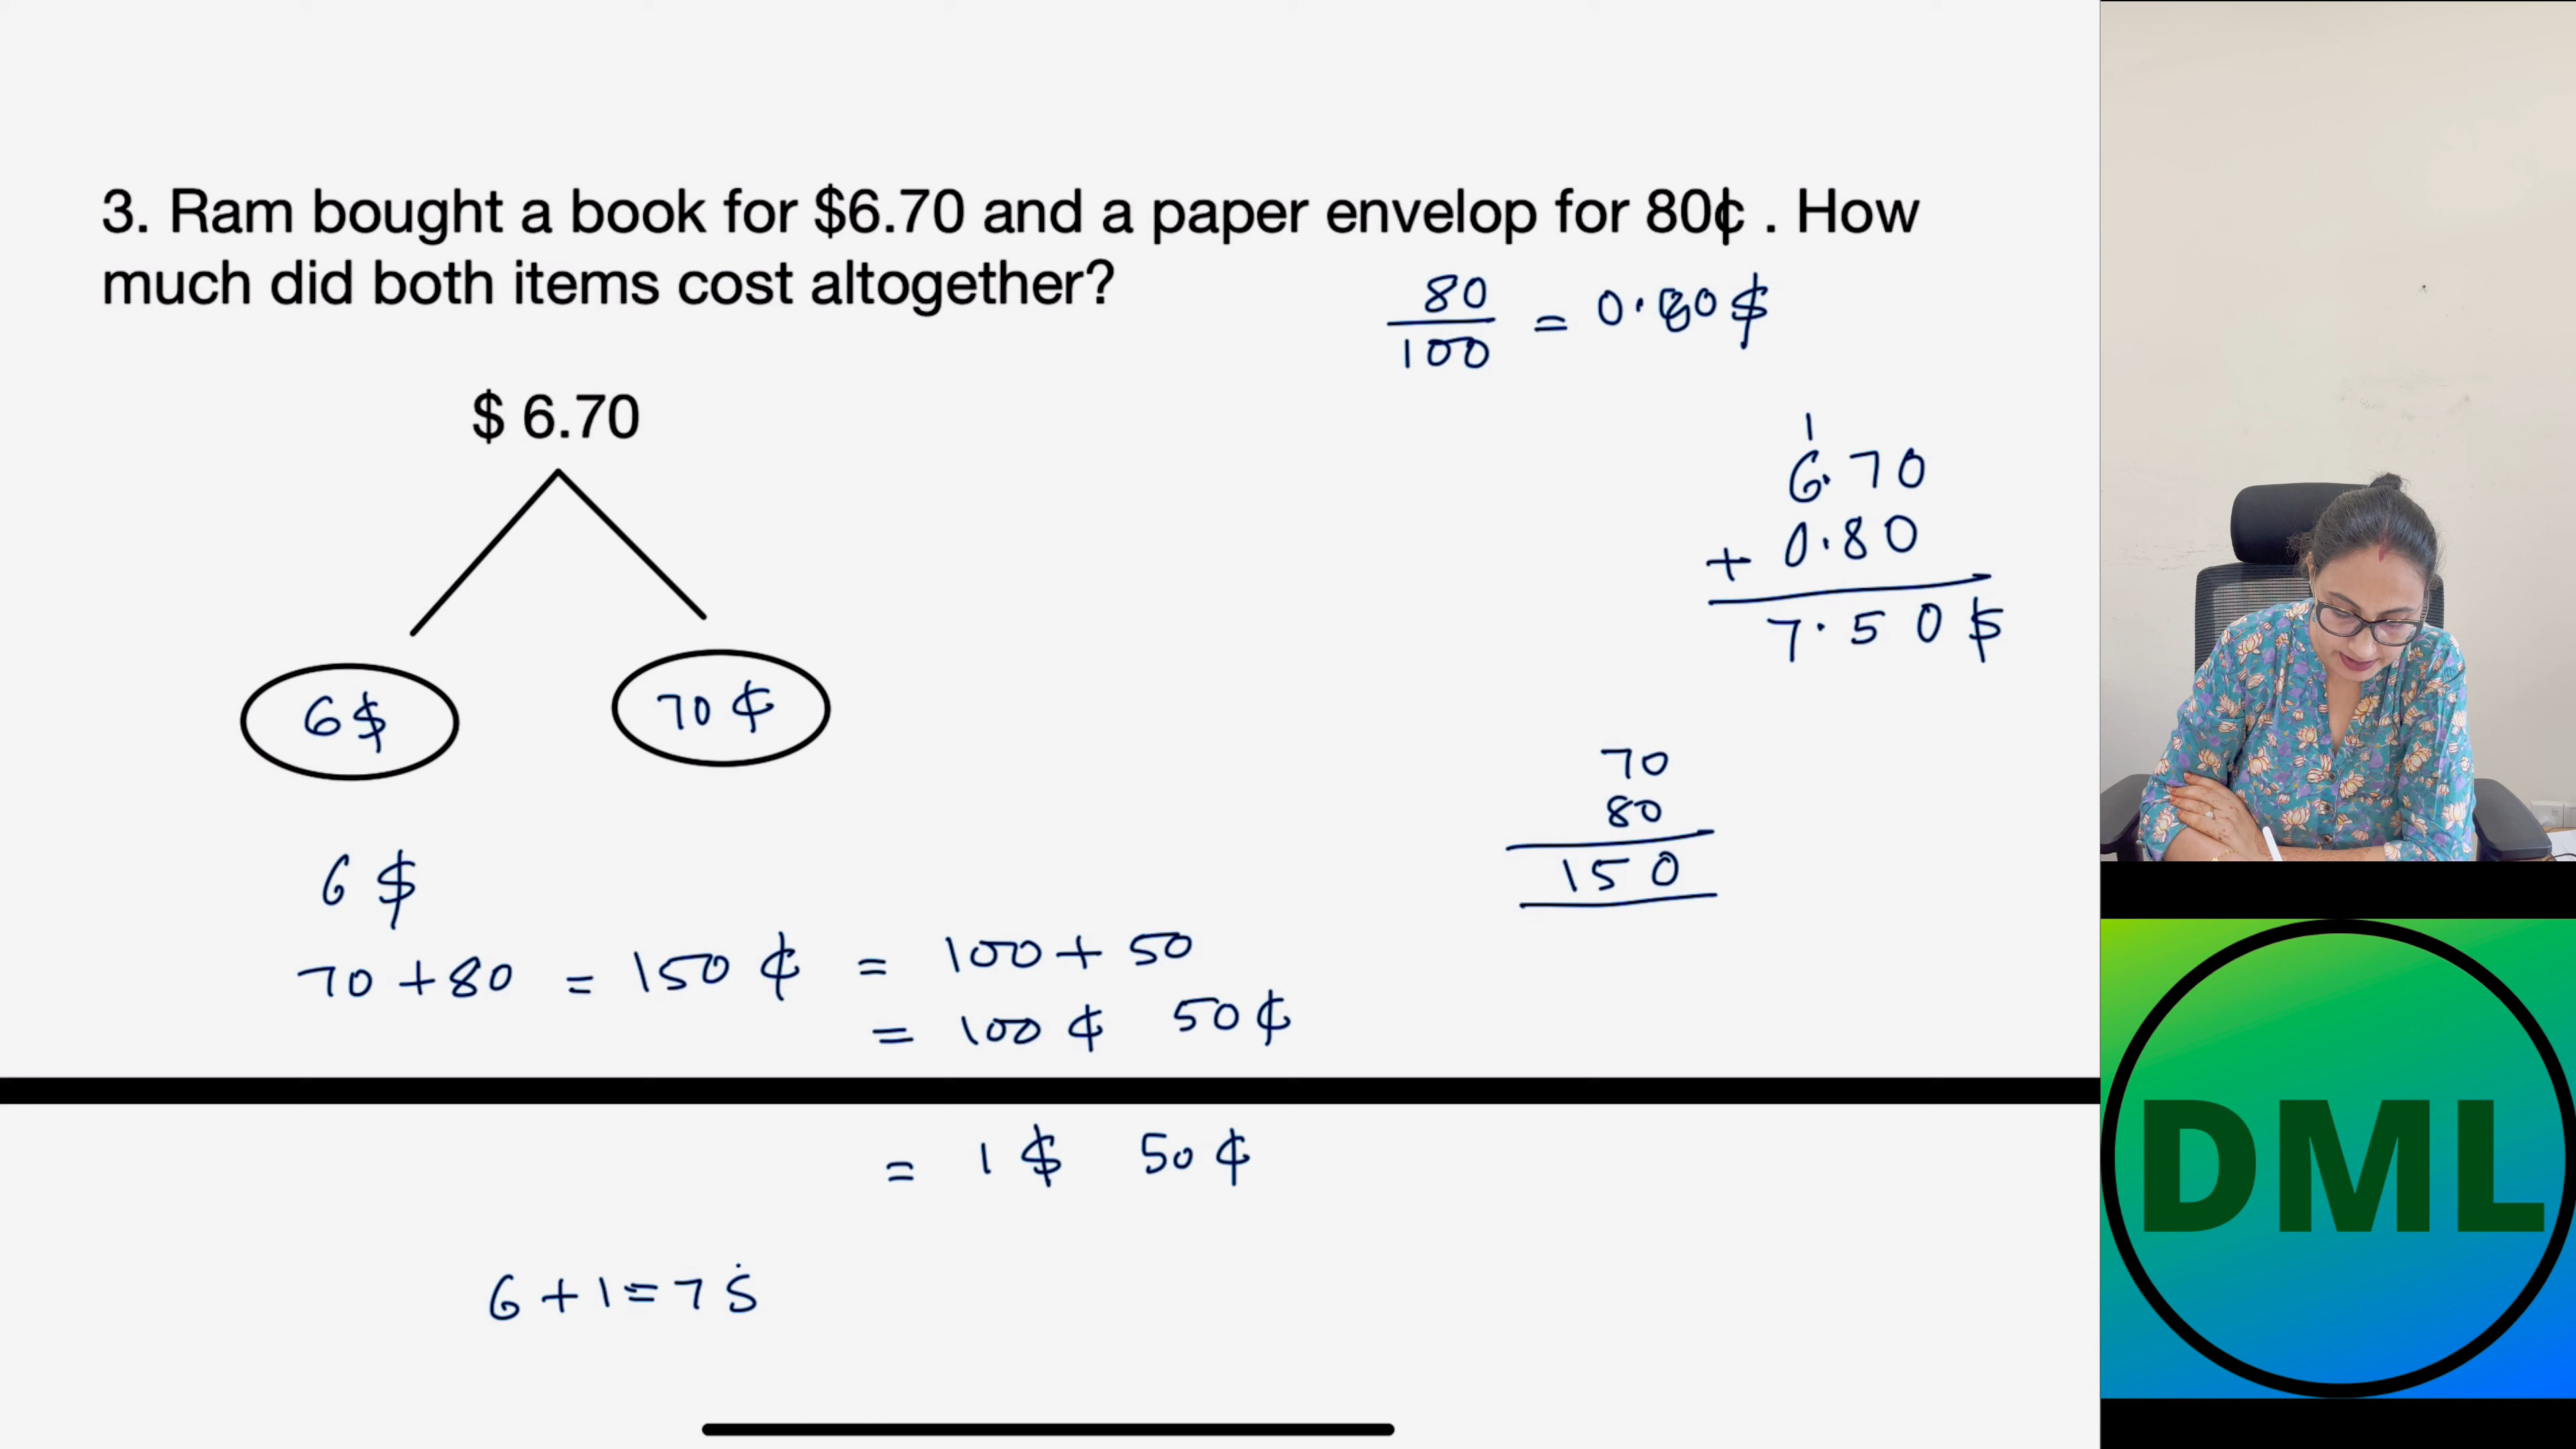 3. Ram bought a book for $6.70 and a paper envelop for 80¢ . How
much did both items cost altogether?
80
100
= 0.80$
$ 6.70
1
6.70
+ 0.80
7.50$
6$
70¢
70
80
150
6 $
70 + 80 = 150 ¢ = 100 + 50
= 100 ¢ 50¢
= 1 $ 50 ¢
6 + 1 = 7 $
DML